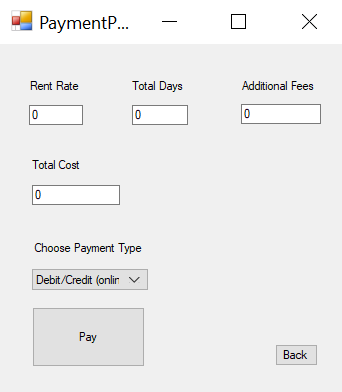 PaymentP...
Rent Rate Total Days Additional Fees
0 0 0
Total Cost
0
Choose Payment Type
Debit/Credit (onlin
Pay
Back